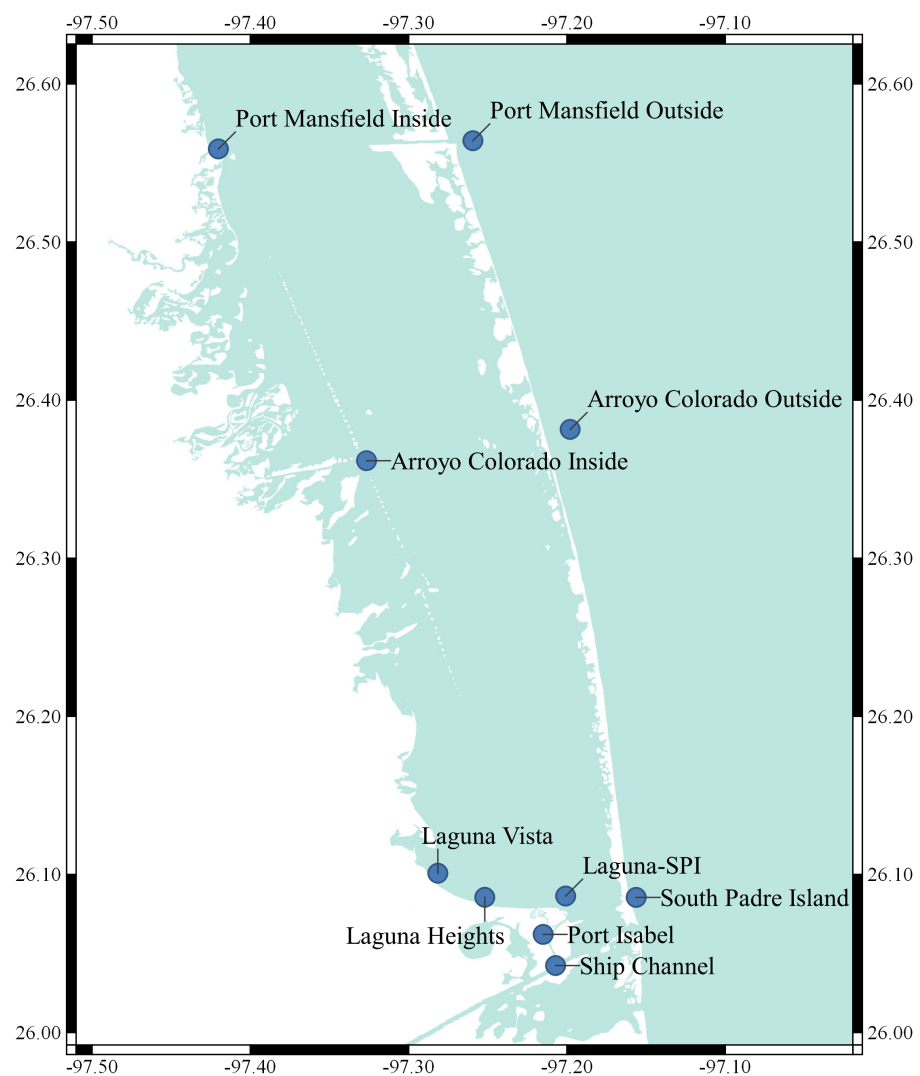 -97.50 -97.40 -97.30 -97.20 -97.10
26.60 26.60
Port Mansfield Outside
Port Mansfield Inside
26.50 26.50
26.40 26.40
Arroyo Colorado Outside
Arroyo Colorado Inside
26.30 26.30
26.20 26.20
Laguna Vista
Laguna-SPI
26.10 26.10
South Padre Island
Laguna Heights
Port Isabel
Ship Channel
26.00 26.00
-97.50 -97.40 -97.30 -97.20 -97.10